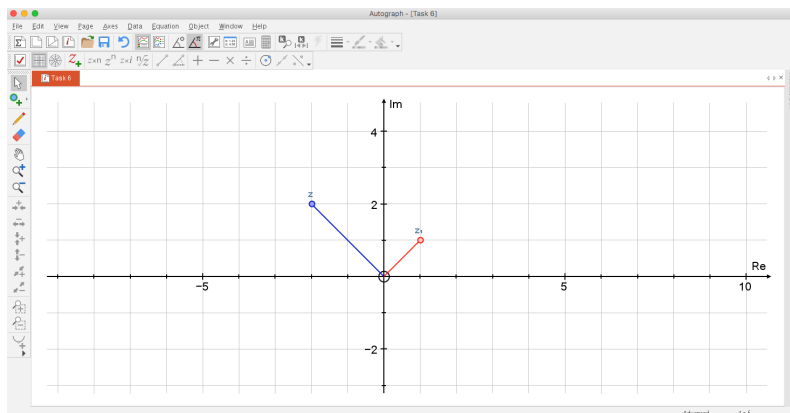 Autograph - [Task 6]
File Edit View Page Axes Data Equation Object Window Help
z×n zⁿ z×i ⁿ√z
Task 6
Im
4
z
2
z₁
Re
−5
5
10
−2